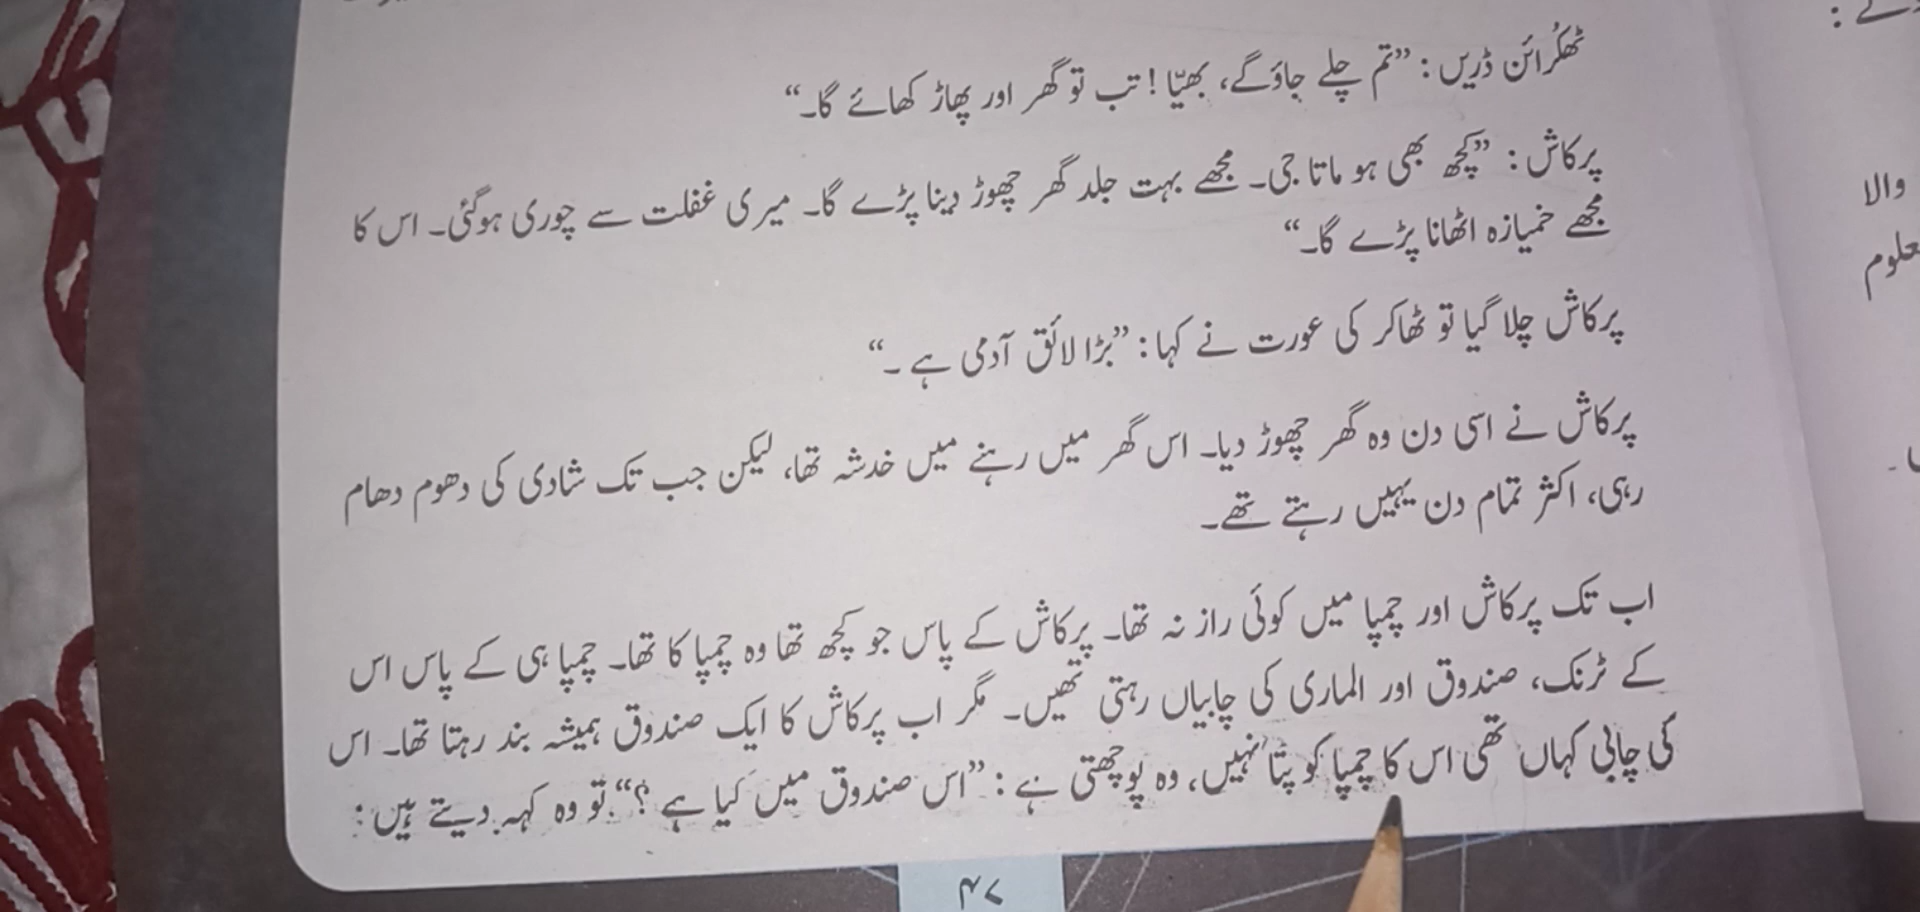 ٹھکُرائن ڈریں : ”تم چلے جاؤگے، بھیّا! تب تو گھر اور پھاڑ کھائے گا۔“
پرکاش : ”کچھ بھی ہو ماتا جی۔ مجھے بہت جلد گھر چھوڑ دینا پڑے گا۔ میری غفلت سے چوری ہوگئی۔ اس کا
مجھے خمیازہ اٹھانا پڑے گا۔“
پرکاش چلا گیا تو ٹھاکر کی عورت نے کہا : ”بڑا لائق آدمی ہے ۔“
پرکاش نے اسی دن وہ گھر چھوڑ دیا۔ اس گھر میں رہنے میں خدشہ تھا، لیکن جب تک شادی کی دھوم دھام
رہی، اکثر تمام دن یہیں رہتے تھے۔
اب تک پرکاش اور چمپا میں کوئی راز نہ تھا۔ پرکاش کے پاس جو کچھ تھا وہ چمپا کا تھا۔ چمپا ہی کے پاس اس
کے ٹرنک، صندوق اور الماری کی چابیاں رہتی تھیں۔ مگر اب پرکاش کا ایک صندوق ہمیشہ بند رہتا تھا۔ اس
کی چابی کہاں تھی اس کا چمپا کو پتا نہیں، وہ پوچھتی ہے : ”اس صندوق میں کیا ہے ؟“ تو وہ کہہ دیتے ہیں :
۴۷
والا